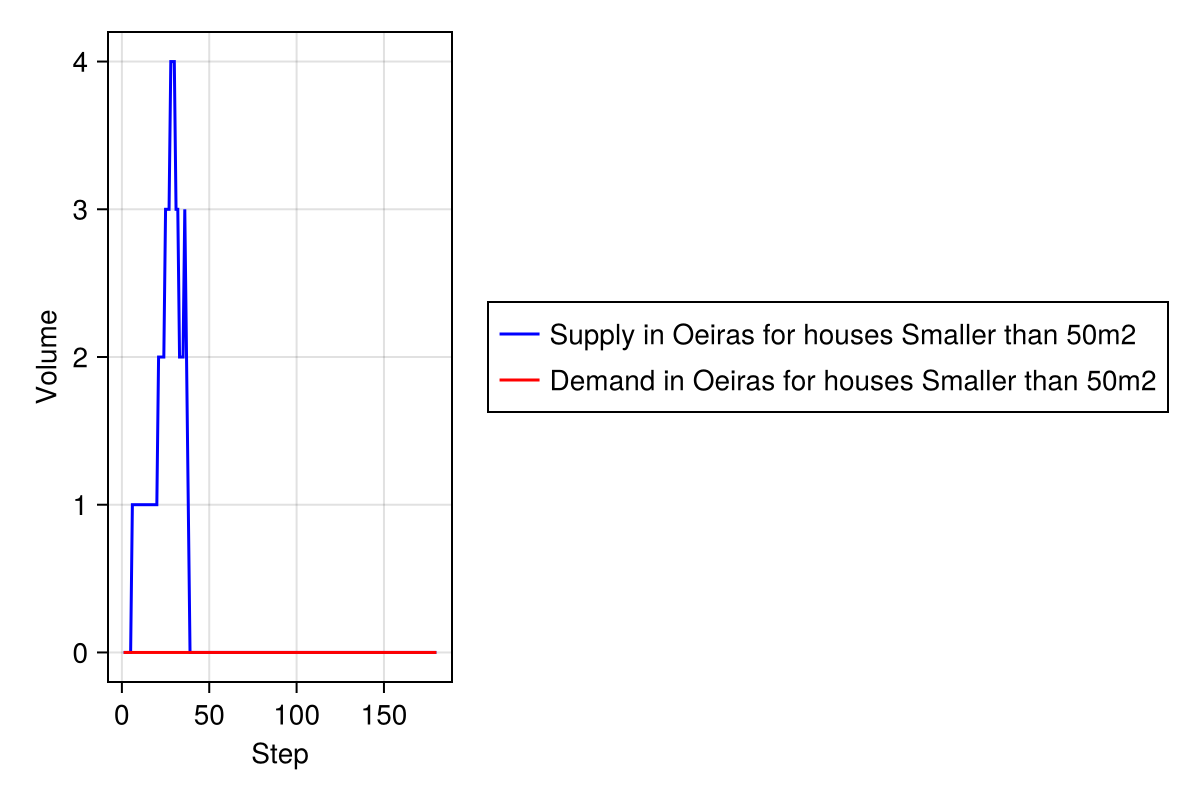 4
3
2
1
0
Volume
0 50 100 150
Step
Supply in Oeiras for houses Smaller than 50m2
Demand in Oeiras for houses Smaller than 50m2